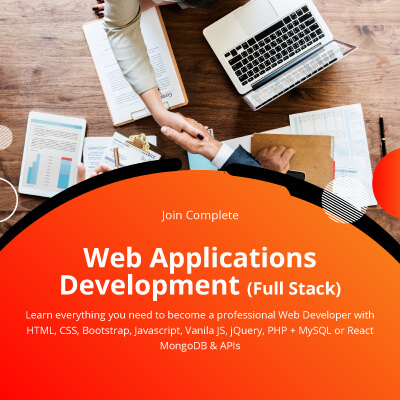 Join Complete
Web Applications
Development (Full Stack)
Learn everything you need to become a professional Web Developer with
HTML, CSS, Bootstrap, Javascript, Vanila JS, jQuery, PHP + MySQL or React
MongoDB & APIs